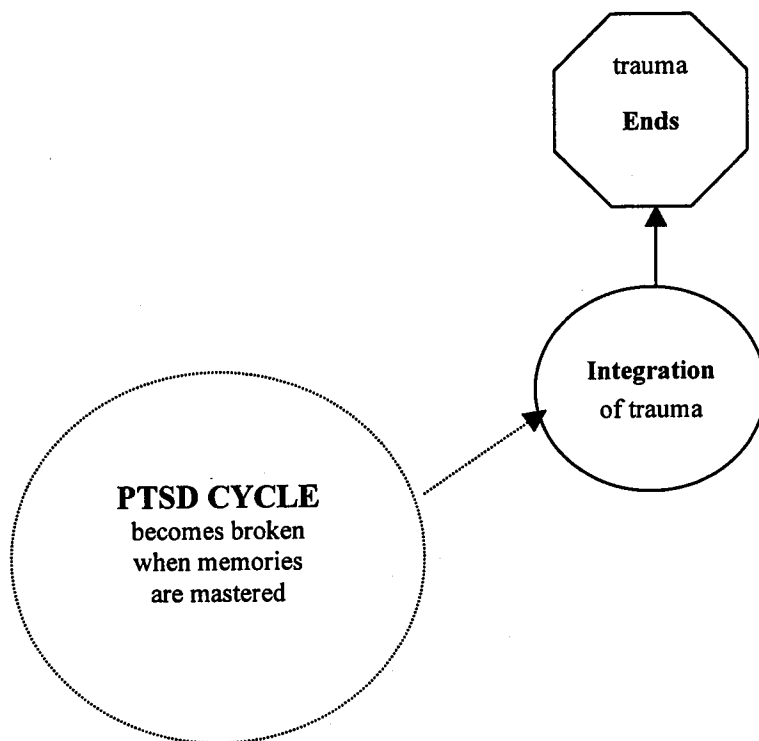 trauma
Ends
Integration
of trauma
PTSD CYCLE
becomes broken
when memories
are mastered